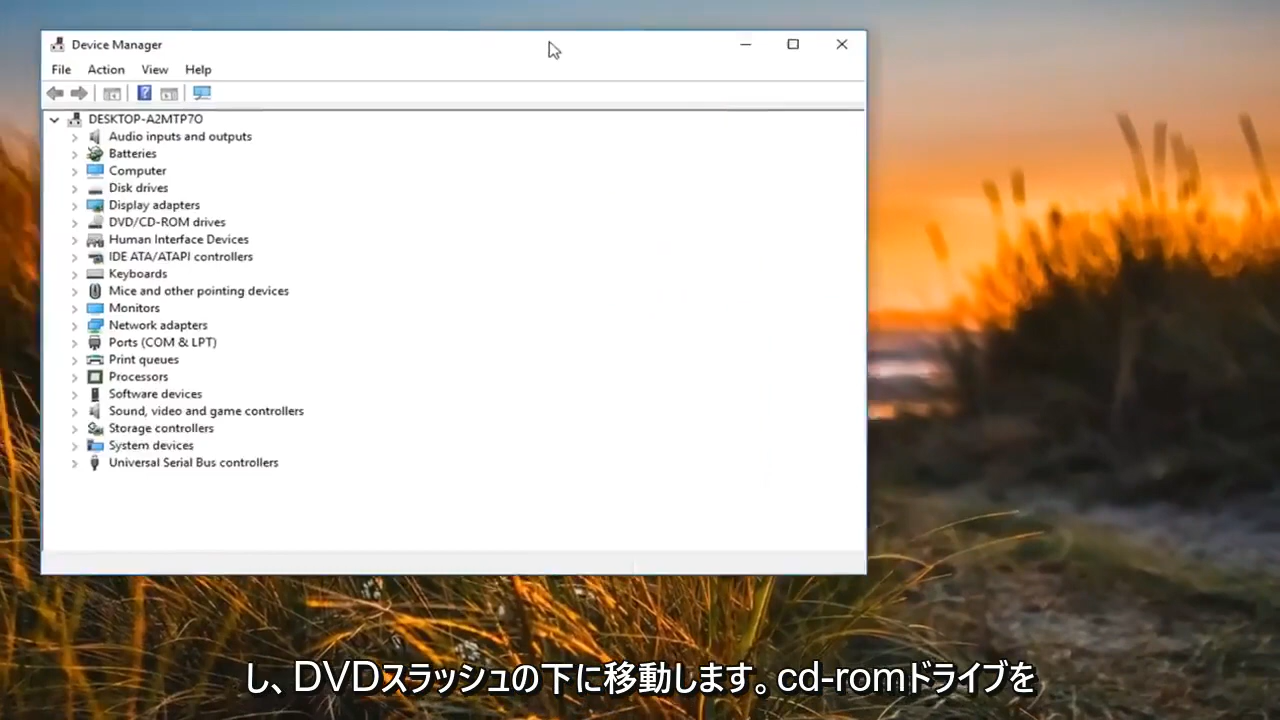 Device Manager
File Action View Help
DESKTOP-A2MTP7O
Audio inputs and outputs
Batteries
Computer
Disk drives
Display adapters
DVD/CD-ROM drives
Human Interface Devices
IDE ATA/ATAPI controllers
Keyboards
Mice and other pointing devices
Monitors
Network adapters
Ports (COM & LPT)
Print queues
Processors
Software devices
Sound, video and game controllers
Storage controllers
System devices
Universal Serial Bus controllers
し、DVDスラッシュの下に移動します。cd-romドライブを